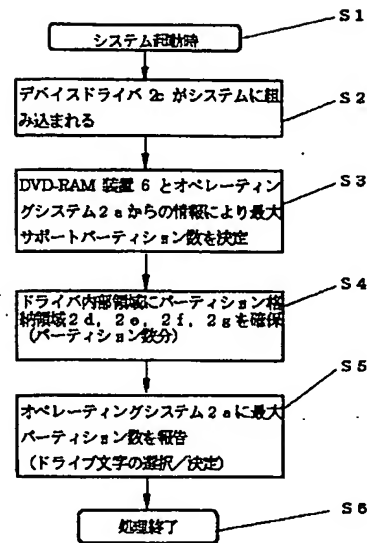 S1
システム起動時
S2
デバイスドライバ 2c がシステムに組
み込まれる
S3
DVD-RAM 装置 6 とオペレーティン
グシステム 2 a からの情報により最大
サポートパーティション数を決定
S4
ドライバ内部領域にパーティション格
納領域 2 d, 2 e, 2 f, 2 g を確保
(パーティション数分)
S5
オペレーティングシステム 2 a に最大
パーティション数を報告
(ドライブ文字の選択/決定)
S6
処理終了